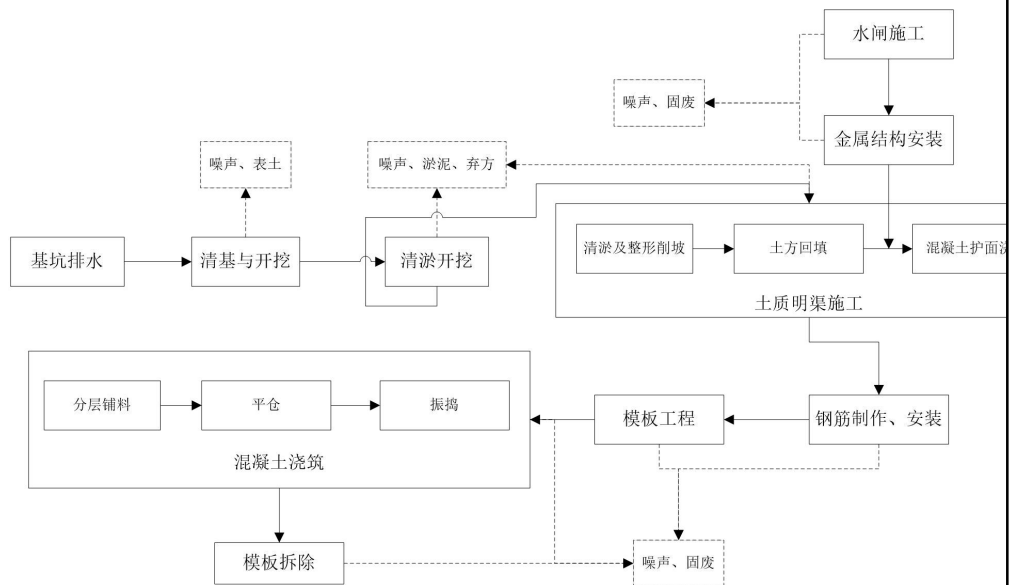 水闸施工
噪声、固废
金属结构安装
噪声、表土
噪声、淤泥、弃方
基坑排水
清基与开挖
清淤开挖
清淤及整形削坡
土方回填
混凝土护面浇
土质明渠施工
分层铺料
平仓
振捣
模板工程
钢筋制作、安装
混凝土浇筑
模板拆除
噪声、固废